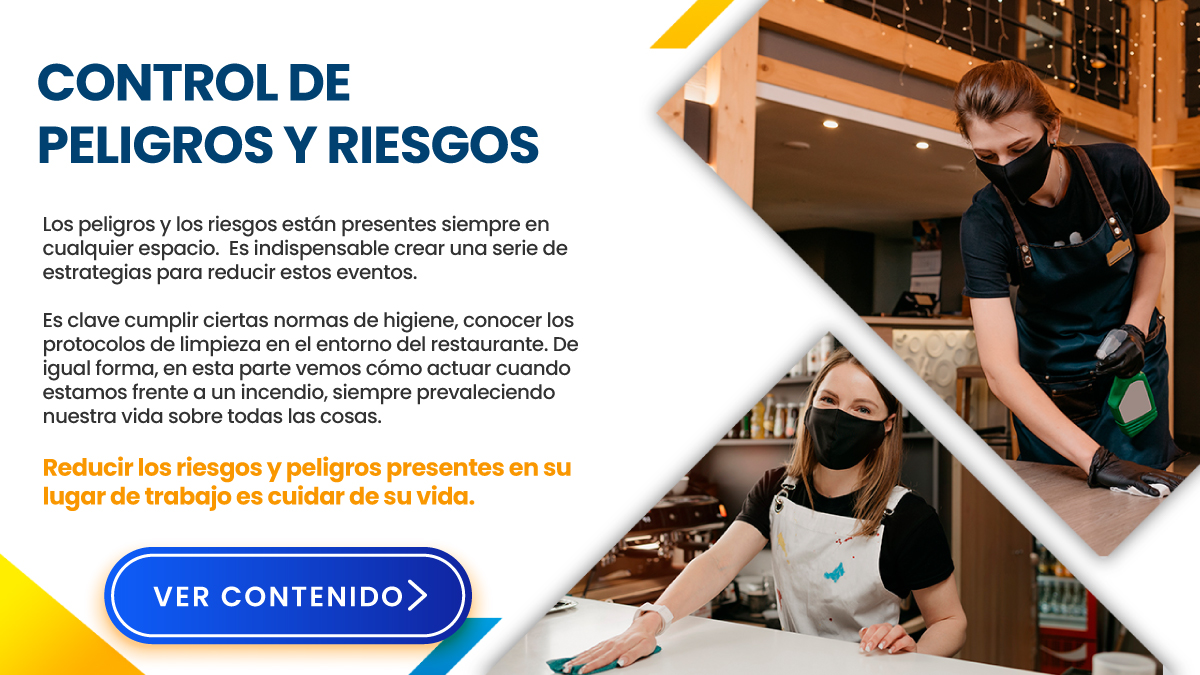 CONTROL DE
PELIGROS Y RIESGOS
Los peligros y los riesgos están presentes siempre en
cualquier espacio.  Es indispensable crear una serie de
estrategias para reducir estos eventos.
Es clave cumplir ciertas normas de higiene, conocer los
protocolos de limpieza en el entorno del restaurante. De
igual forma, en esta parte vemos cómo actuar cuando
estamos frente a un incendio, siempre prevaleciendo
nuestra vida sobre todas las cosas.
Reducir los riesgos y peligros presentes en su
lugar de trabajo es cuidar de su vida.
VER CONTENIDO